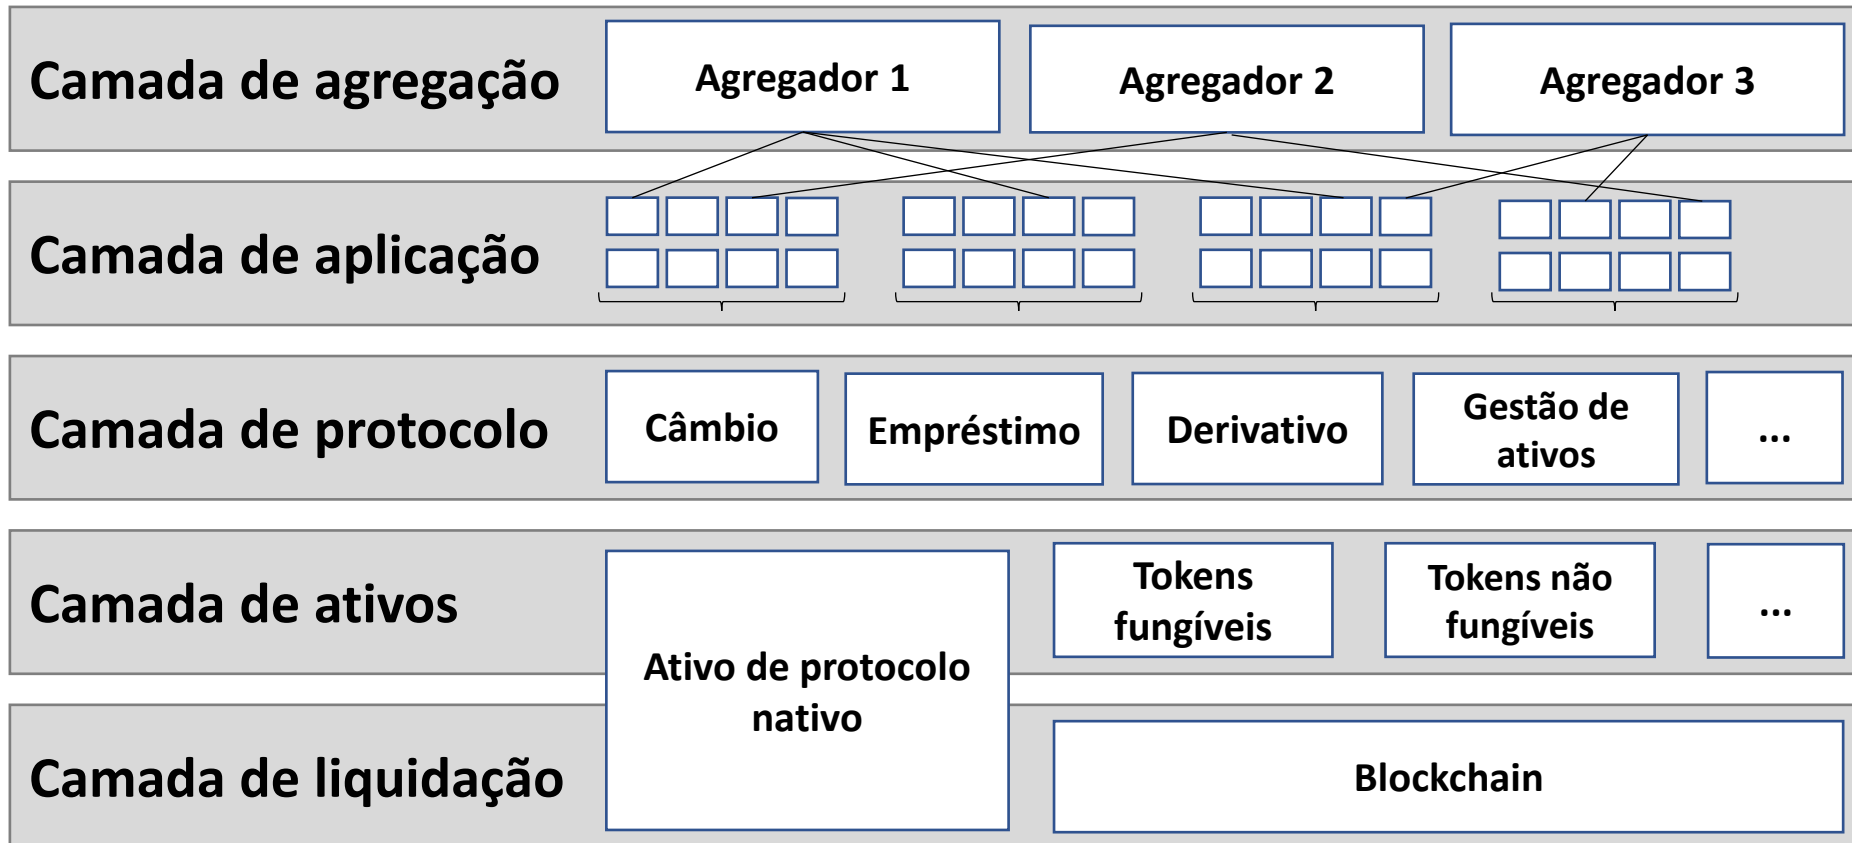 Camada de agregação
Agregador 1
Agregador 2
Agregador 3
Camada de aplicação
Camada de protocolo
Câmbio
Empréstimo
Derivativo
Gestão de
ativos
...
Camada de ativos
Tokens
fungíveis
Tokens não
fungíveis
...
Ativo de protocolo
nativo
Camada de liquidação
Blockchain